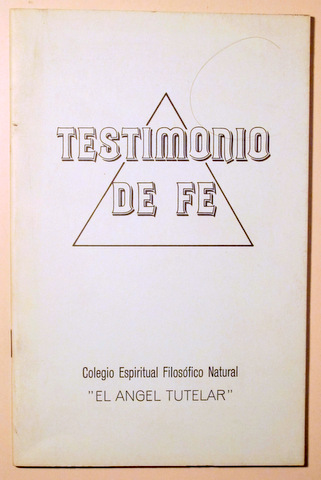 TESTIMONIO
DE FE
Colegio Espiritual Filosófico Natural
"EL ANGEL TUTELAR"